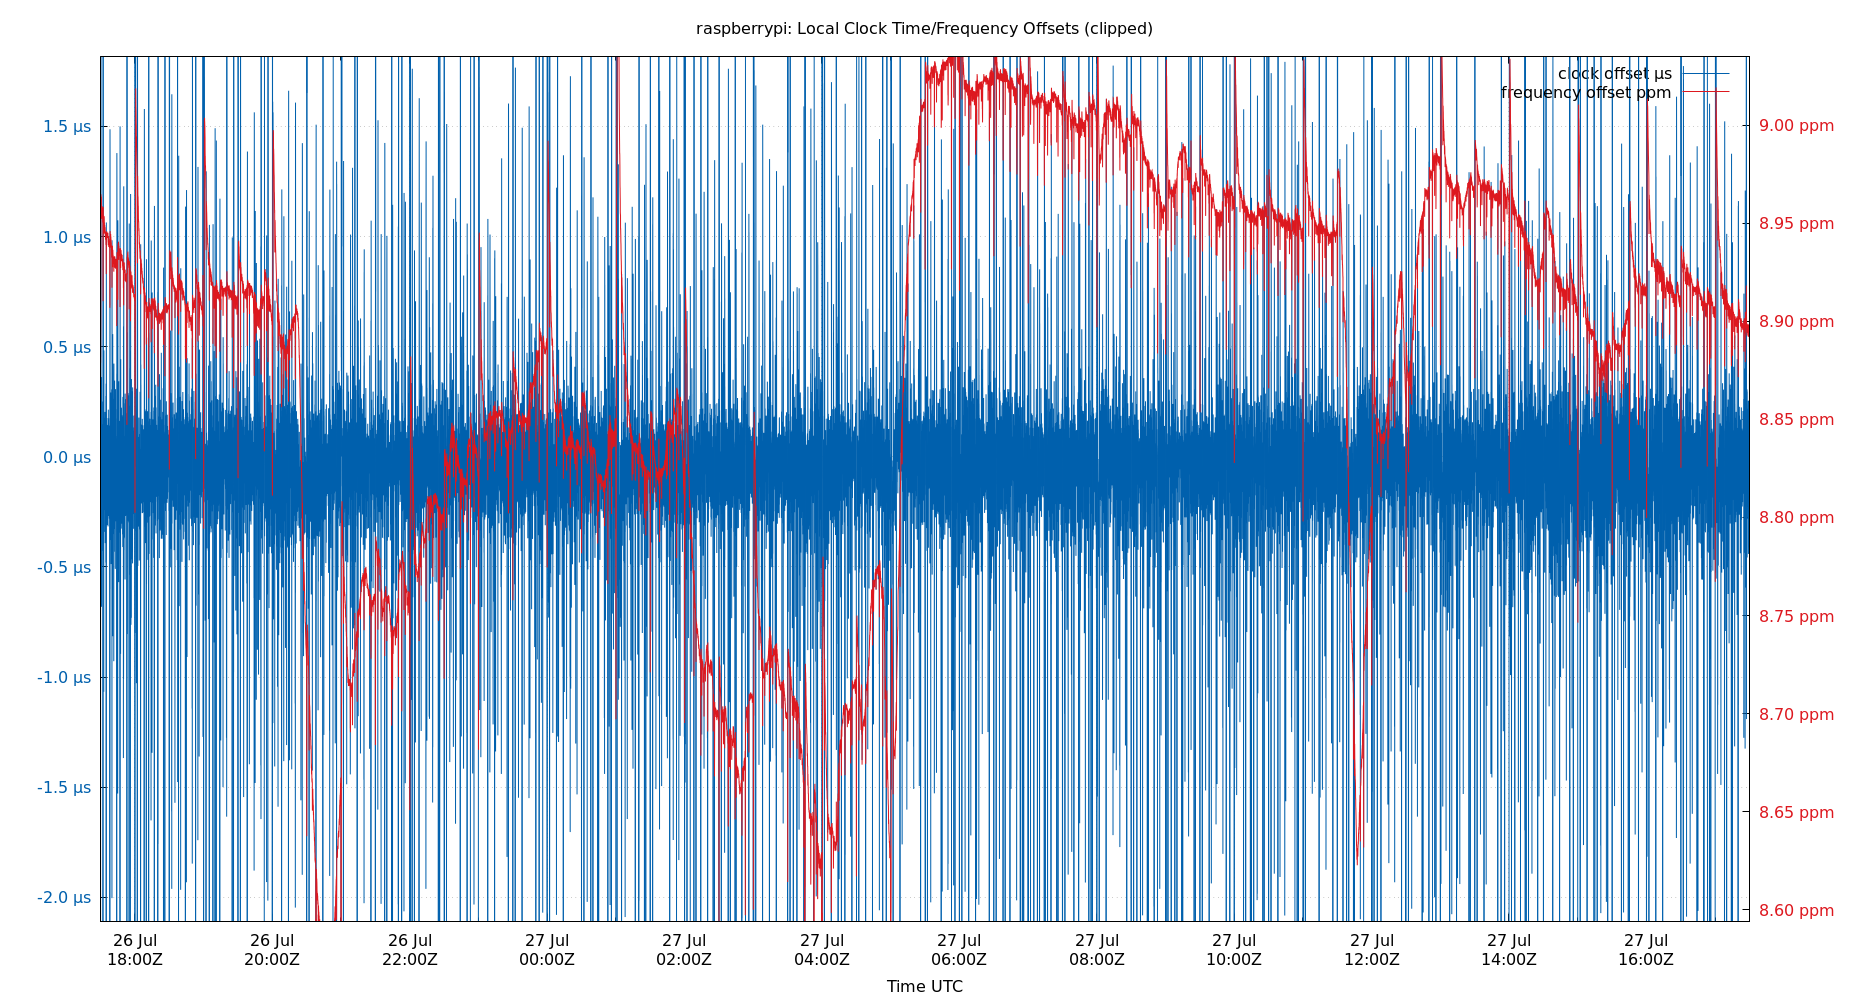 raspberrypi: Local Clock Time/Frequency Offsets (clipped)
clock offset µs
frequency offset ppm
1.5 µs
1.0 µs
0.5 µs
0.0 µs
-0.5 µs
-1.0 µs
-1.5 µs
-2.0 µs
9.00 ppm
8.95 ppm
8.90 ppm
8.85 ppm
8.80 ppm
8.75 ppm
8.70 ppm
8.65 ppm
8.60 ppm
26 Jul
18:00Z
26 Jul
20:00Z
26 Jul
22:00Z
27 Jul
00:00Z
27 Jul
02:00Z
27 Jul
04:00Z
27 Jul
06:00Z
27 Jul
08:00Z
27 Jul
10:00Z
27 Jul
12:00Z
27 Jul
14:00Z
27 Jul
16:00Z
Time UTC